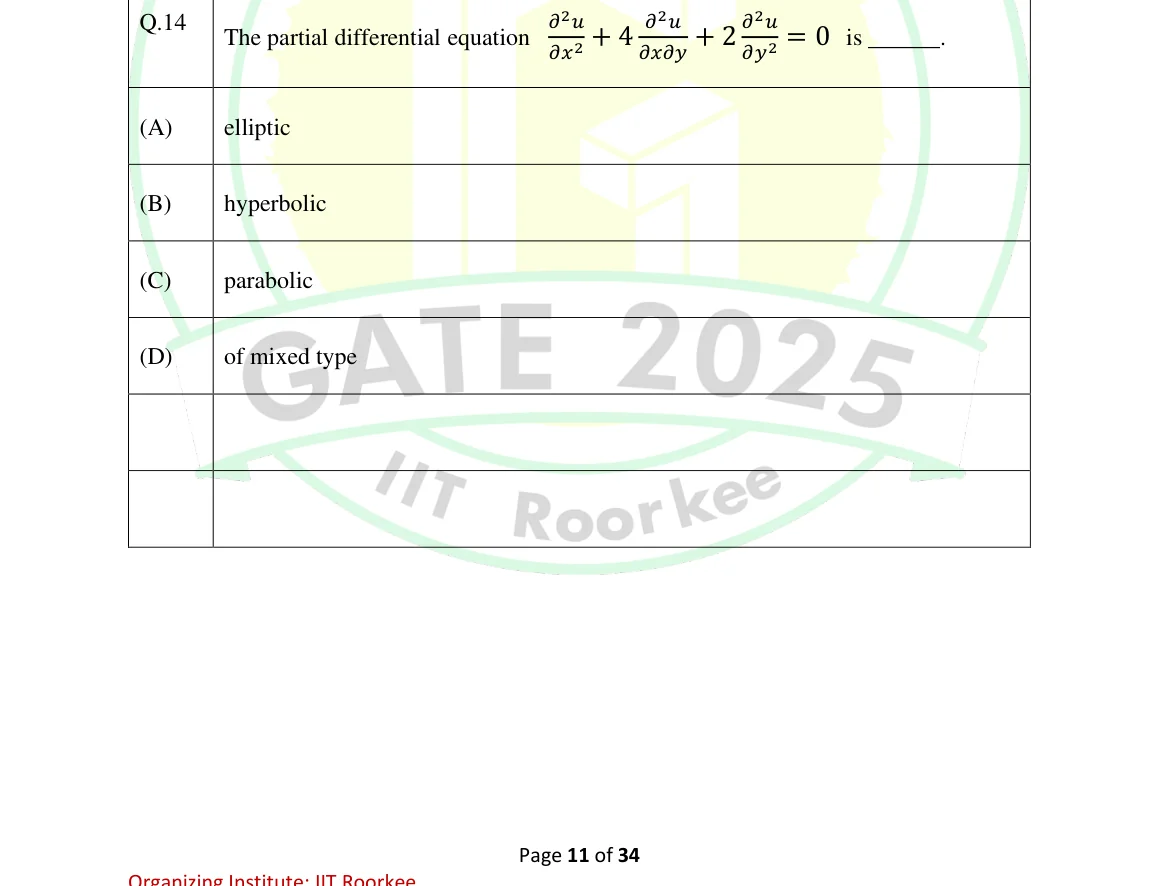 Q.14 The partial differential equation ∂²u/∂x² + 4 ∂²u/∂x∂y + 2 ∂²u/∂y² = 0 is ______.
(A) elliptic
(B) hyperbolic
(C) parabolic
(D) of mixed type
GATE 2025
IIT Roorkee
Page 11 of 34
Organizing Institute: IIT Roorkee